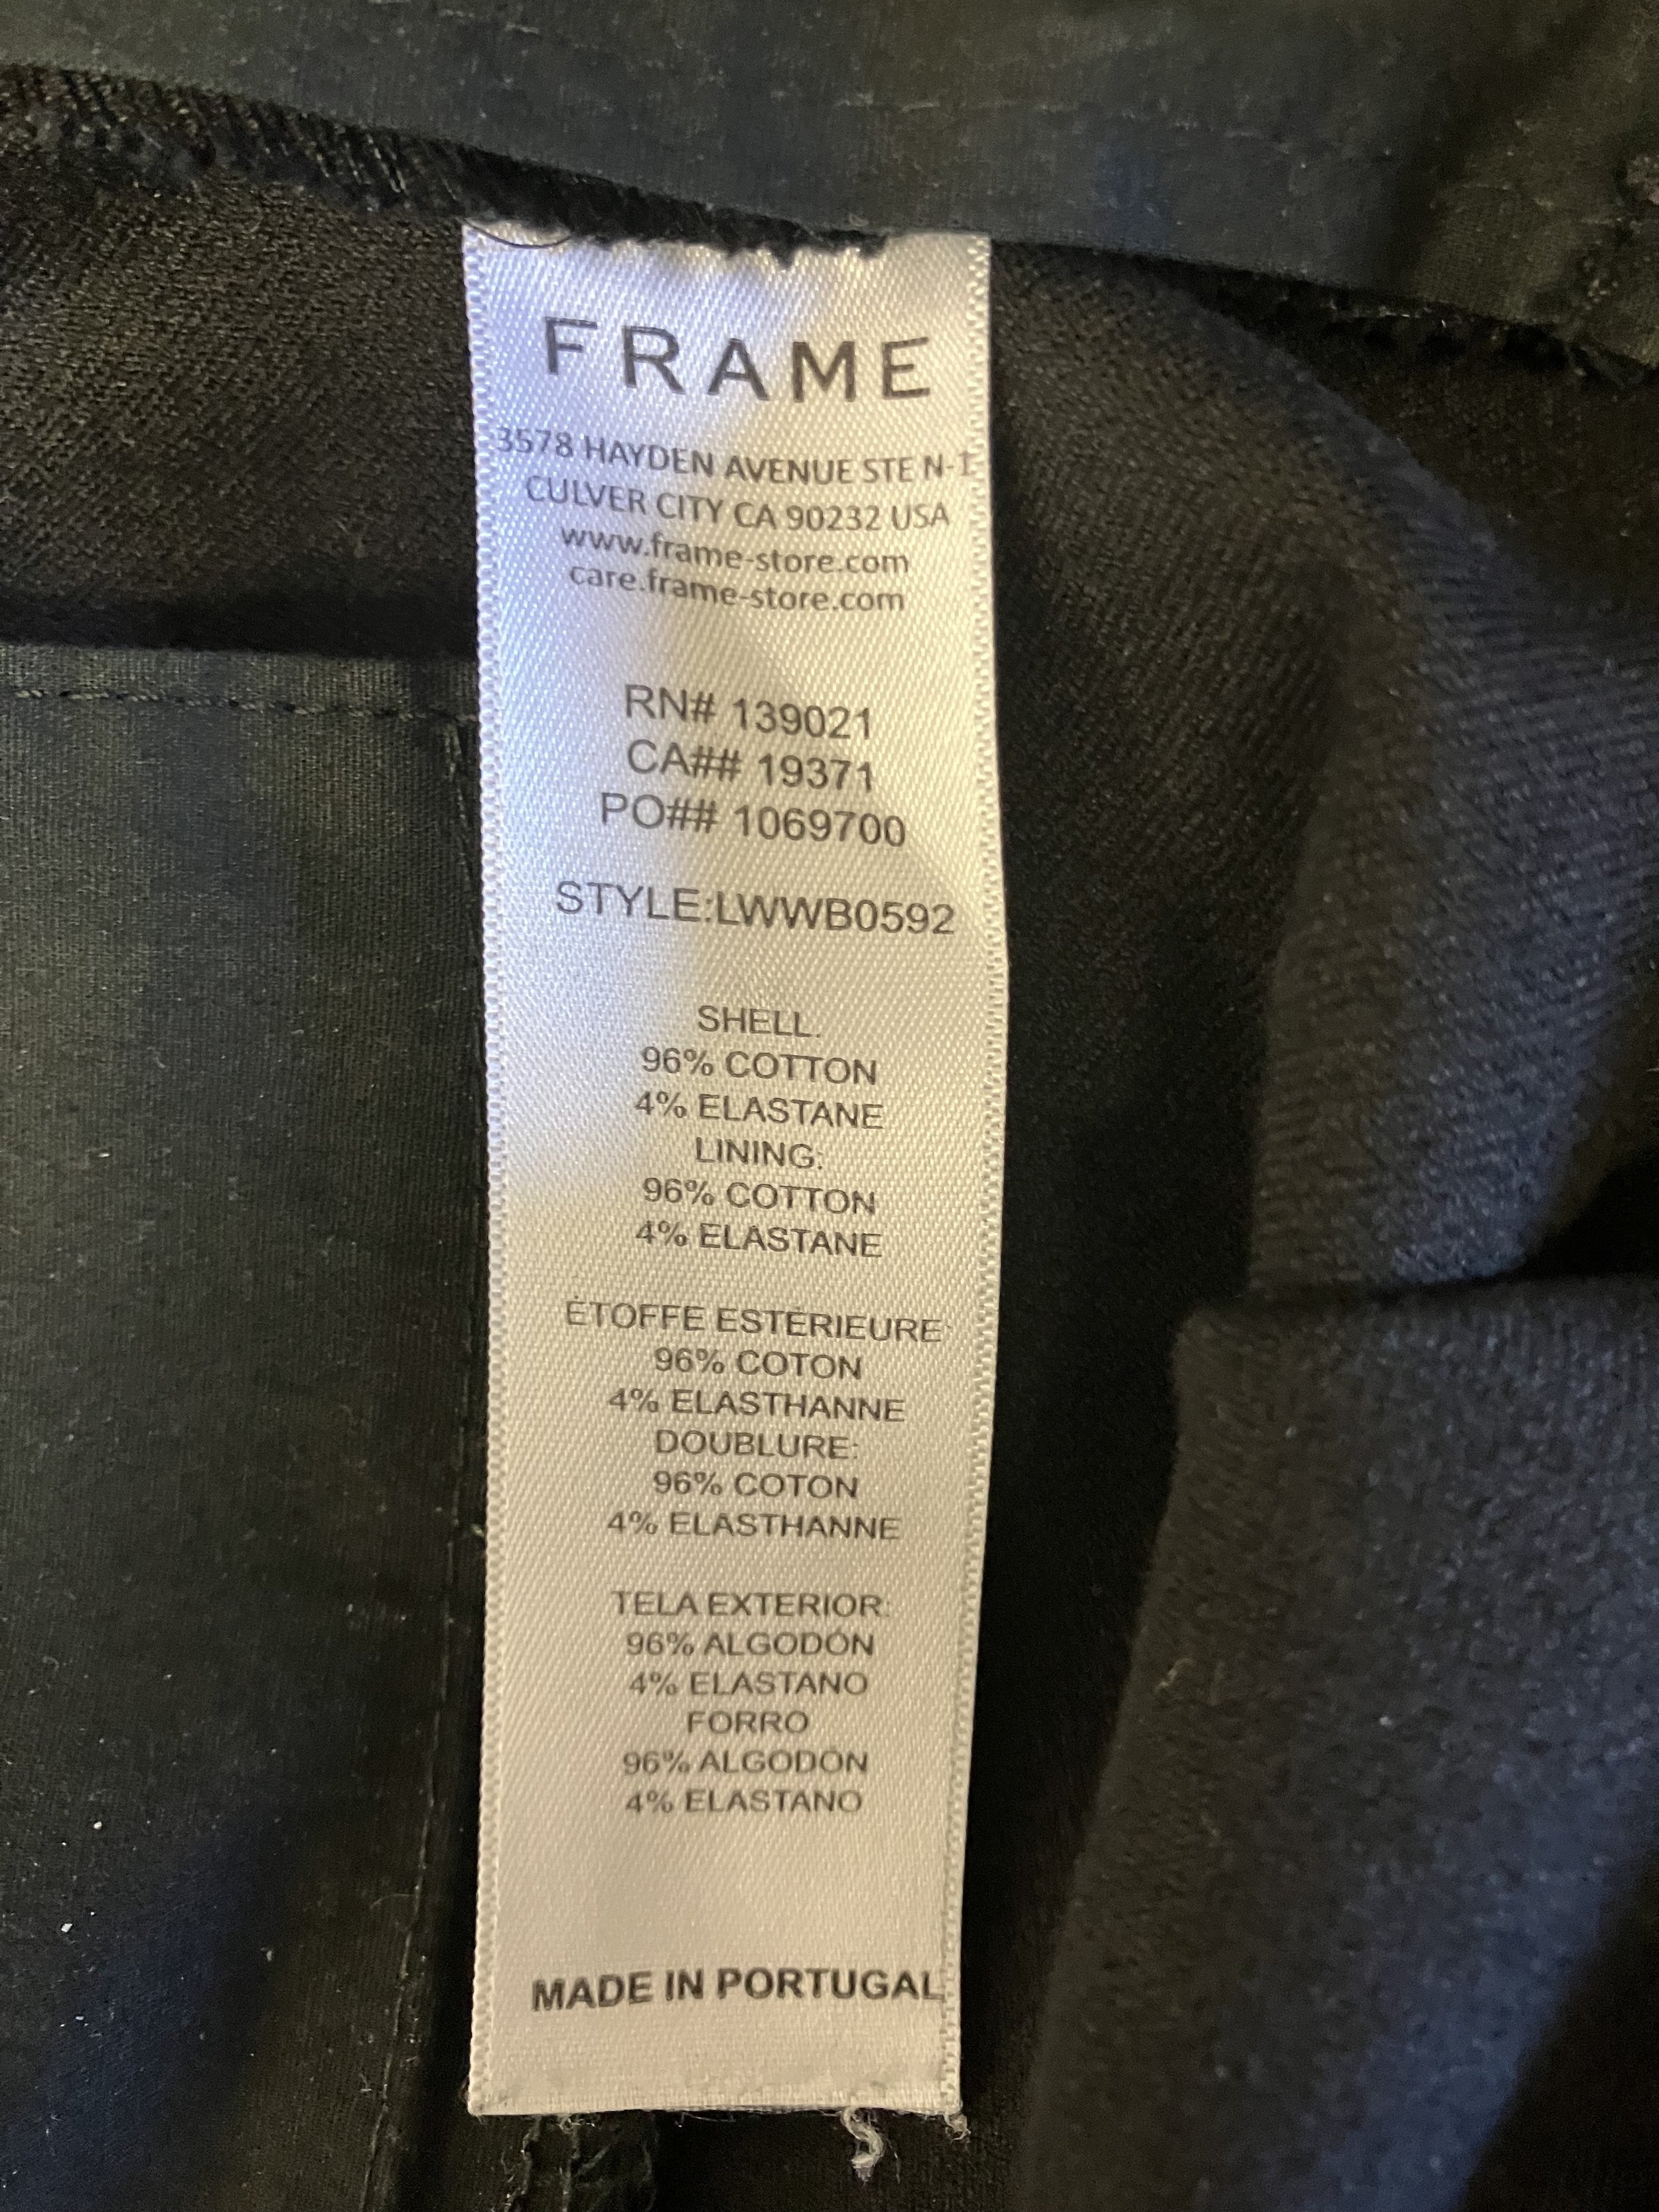 FRAME
3578 HAYDEN AVENUE STE N-1
CULVER CITY CA 90232 USA
www.frame-store.com
care.frame-store.com
RN# 139021
CA## 19371
PO## 1069700
STYLE:LWWB0592
SHELL:
96% COTTON
4% ELASTANE
LINING:
96% COTTON
4% ELASTANE
ÉTOFFE ESTÉRIEURE:
96% COTON
4% ELASTHANNE
DOUBLURE:
96% COTON
4% ELASTHANNE
TELA EXTERIOR:
96% ALGODÓN
4% ELASTANO
FORRO
96% ALGODÓN
4% ELASTANO
MADE IN PORTUGAL